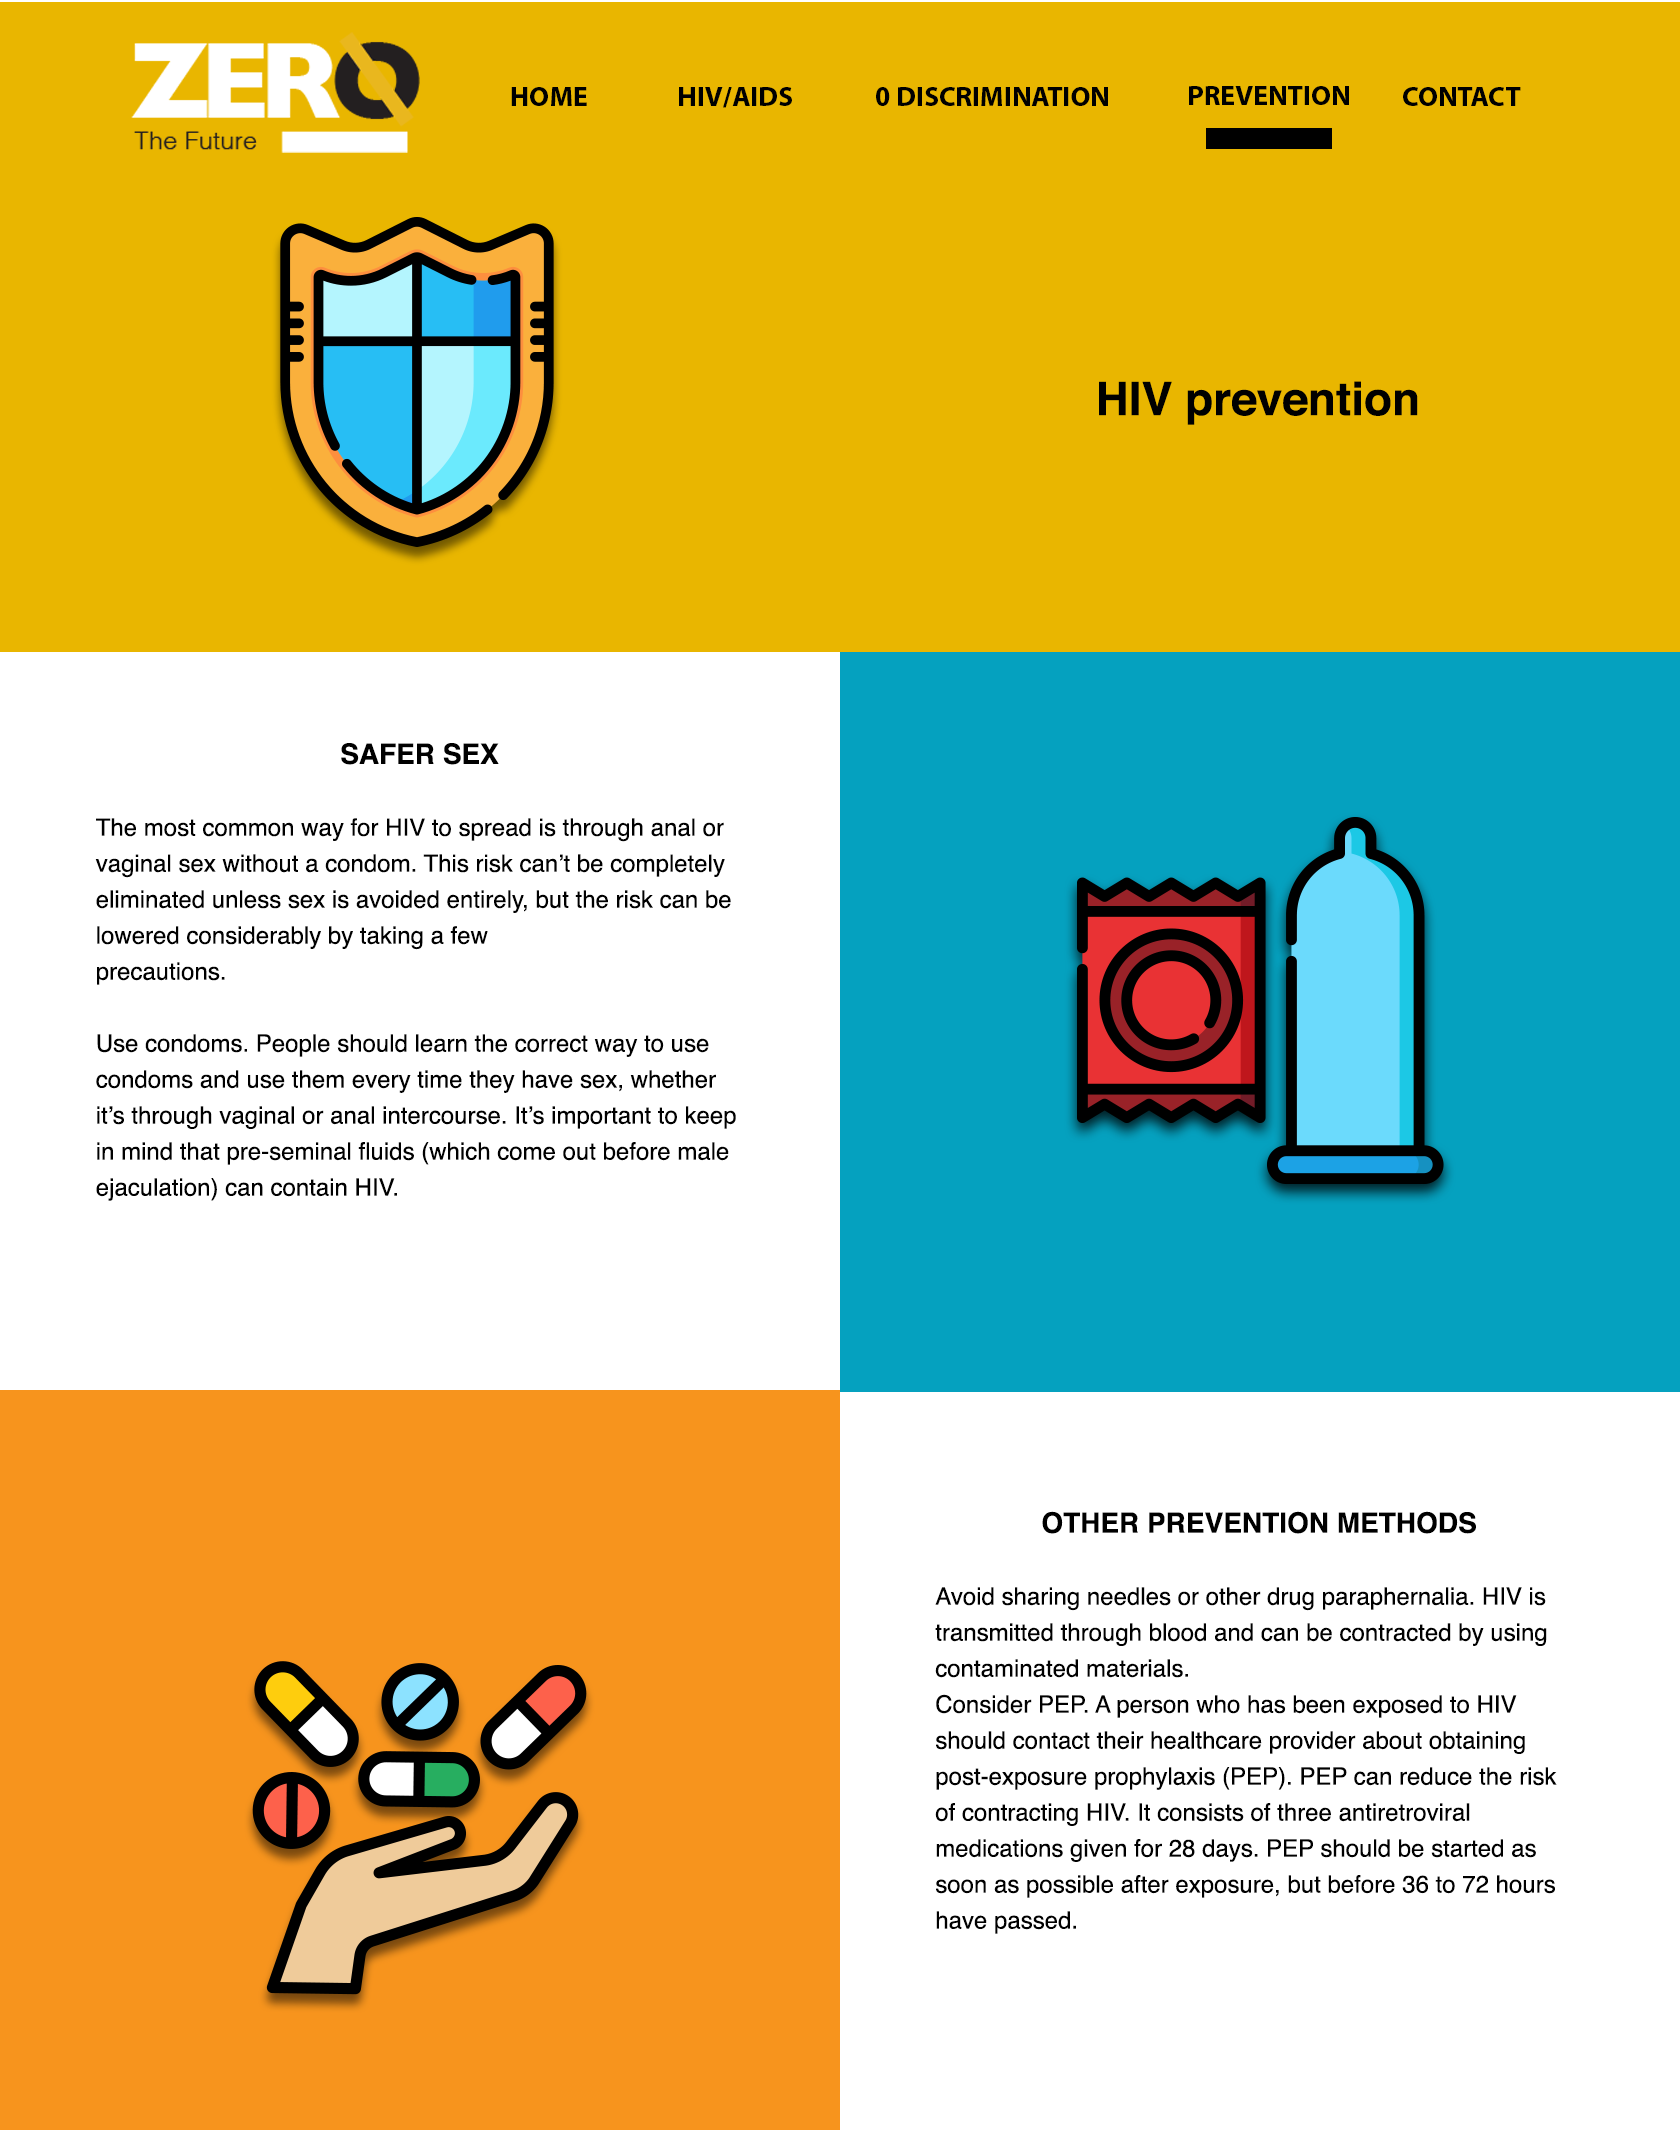 ZERO
The Future
HOME
HIV/AIDS
0 DISCRIMINATION
PREVENTION
CONTACT
HIV prevention
SAFER SEX
The most common way for HIV to spread is through anal or
vaginal sex without a condom. This risk can’t be completely
eliminated unless sex is avoided entirely, but the risk can be
lowered considerably by taking a few
precautions.
Use condoms. People should learn the correct way to use
condoms and use them every time they have sex, whether
it’s through vaginal or anal intercourse. It’s important to keep
in mind that pre-seminal fluids (which come out before male
ejaculation) can contain HIV.
OTHER PREVENTION METHODS
Avoid sharing needles or other drug paraphernalia. HIV is
transmitted through blood and can be contracted by using
contaminated materials.
Consider PEP. A person who has been exposed to HIV
should contact their healthcare provider about obtaining
post-exposure prophylaxis (PEP). PEP can reduce the risk
of contracting HIV. It consists of three antiretroviral
medications given for 28 days. PEP should be started as
soon as possible after exposure, but before 36 to 72 hours
have passed.